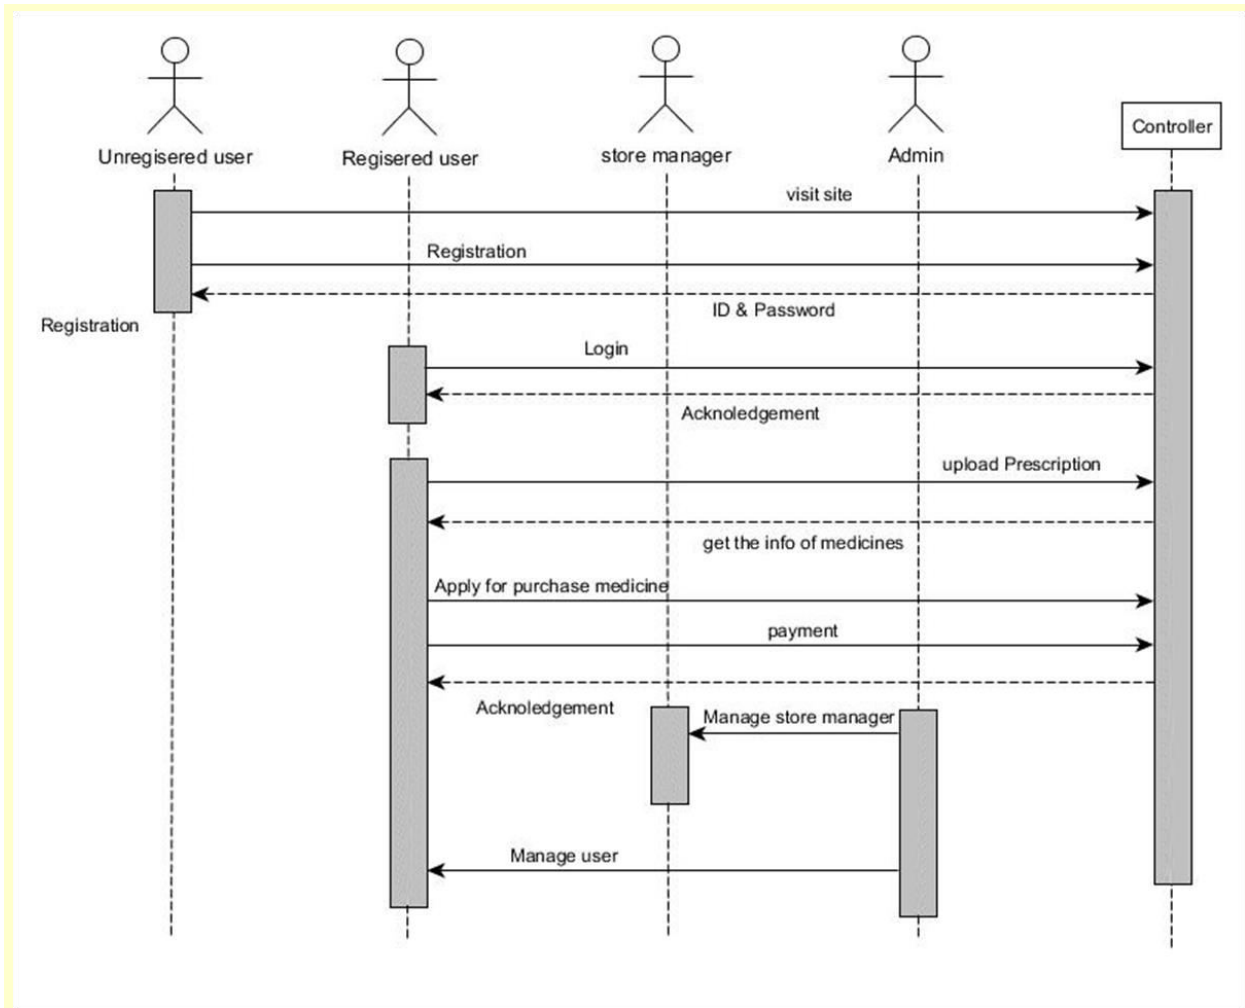 Unregisered user
Regisered user
store manager
Admin
Controller
visit site
Registration
ID & Password
Registration
Login
Acknoledgement
upload Prescription
get the info of medicines
Apply for purchase medicine
payment
Acknoledgement
Manage store manager
Manage user